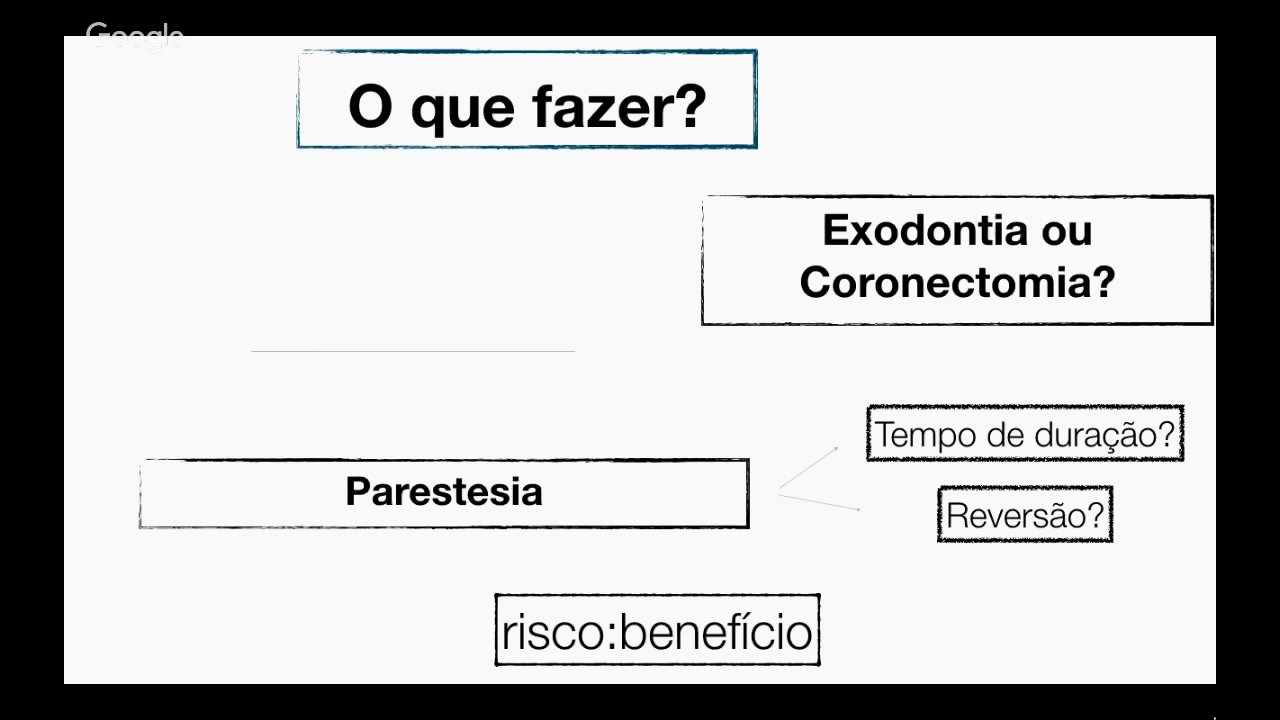 Google
O que fazer?
Exodontia ou
Coronectomia?
Tempo de duração?
Parestesia
Reversão?
risco:benefício